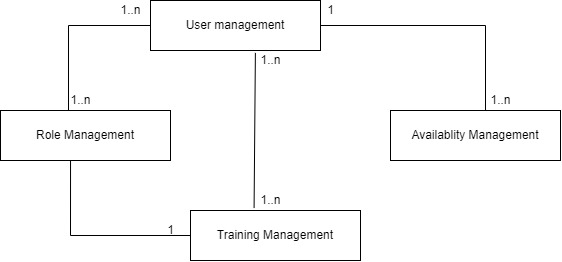 1..n
User management
1
1..n
1..n
1..n
Role Management
Availablity Management
1..n
1
Training Management